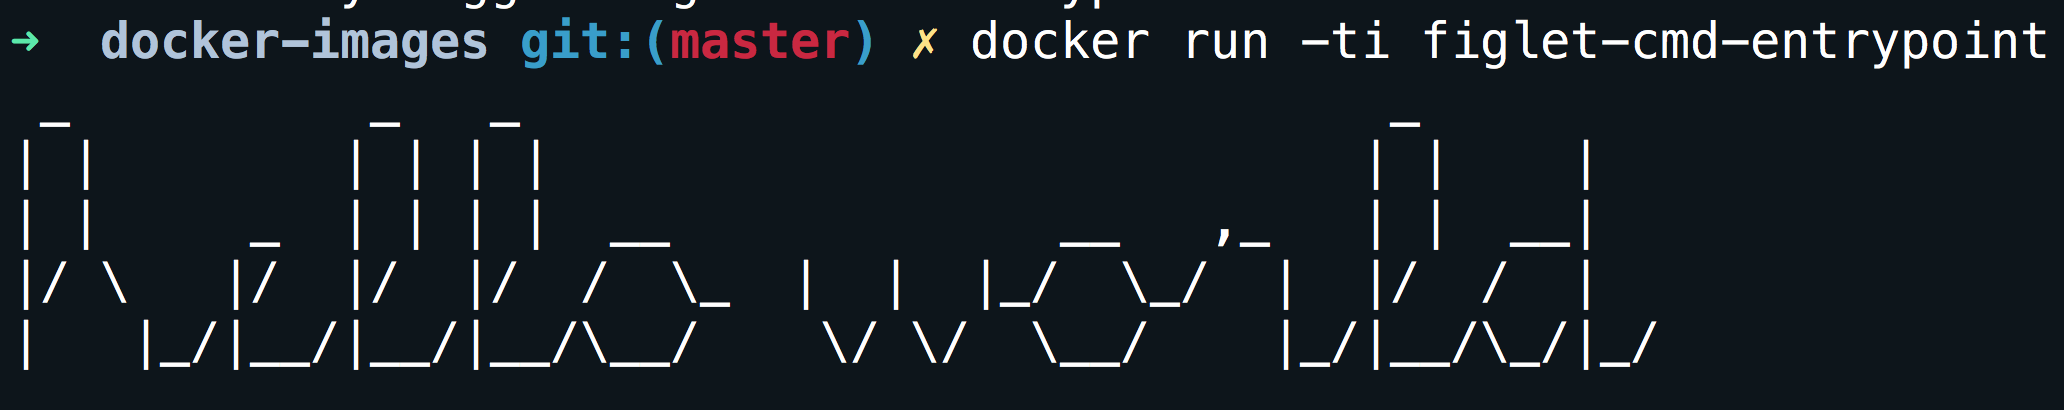 ➜ docker-images git:(master) ✗ docker run -ti figlet-cmd-entrypoint
hello world